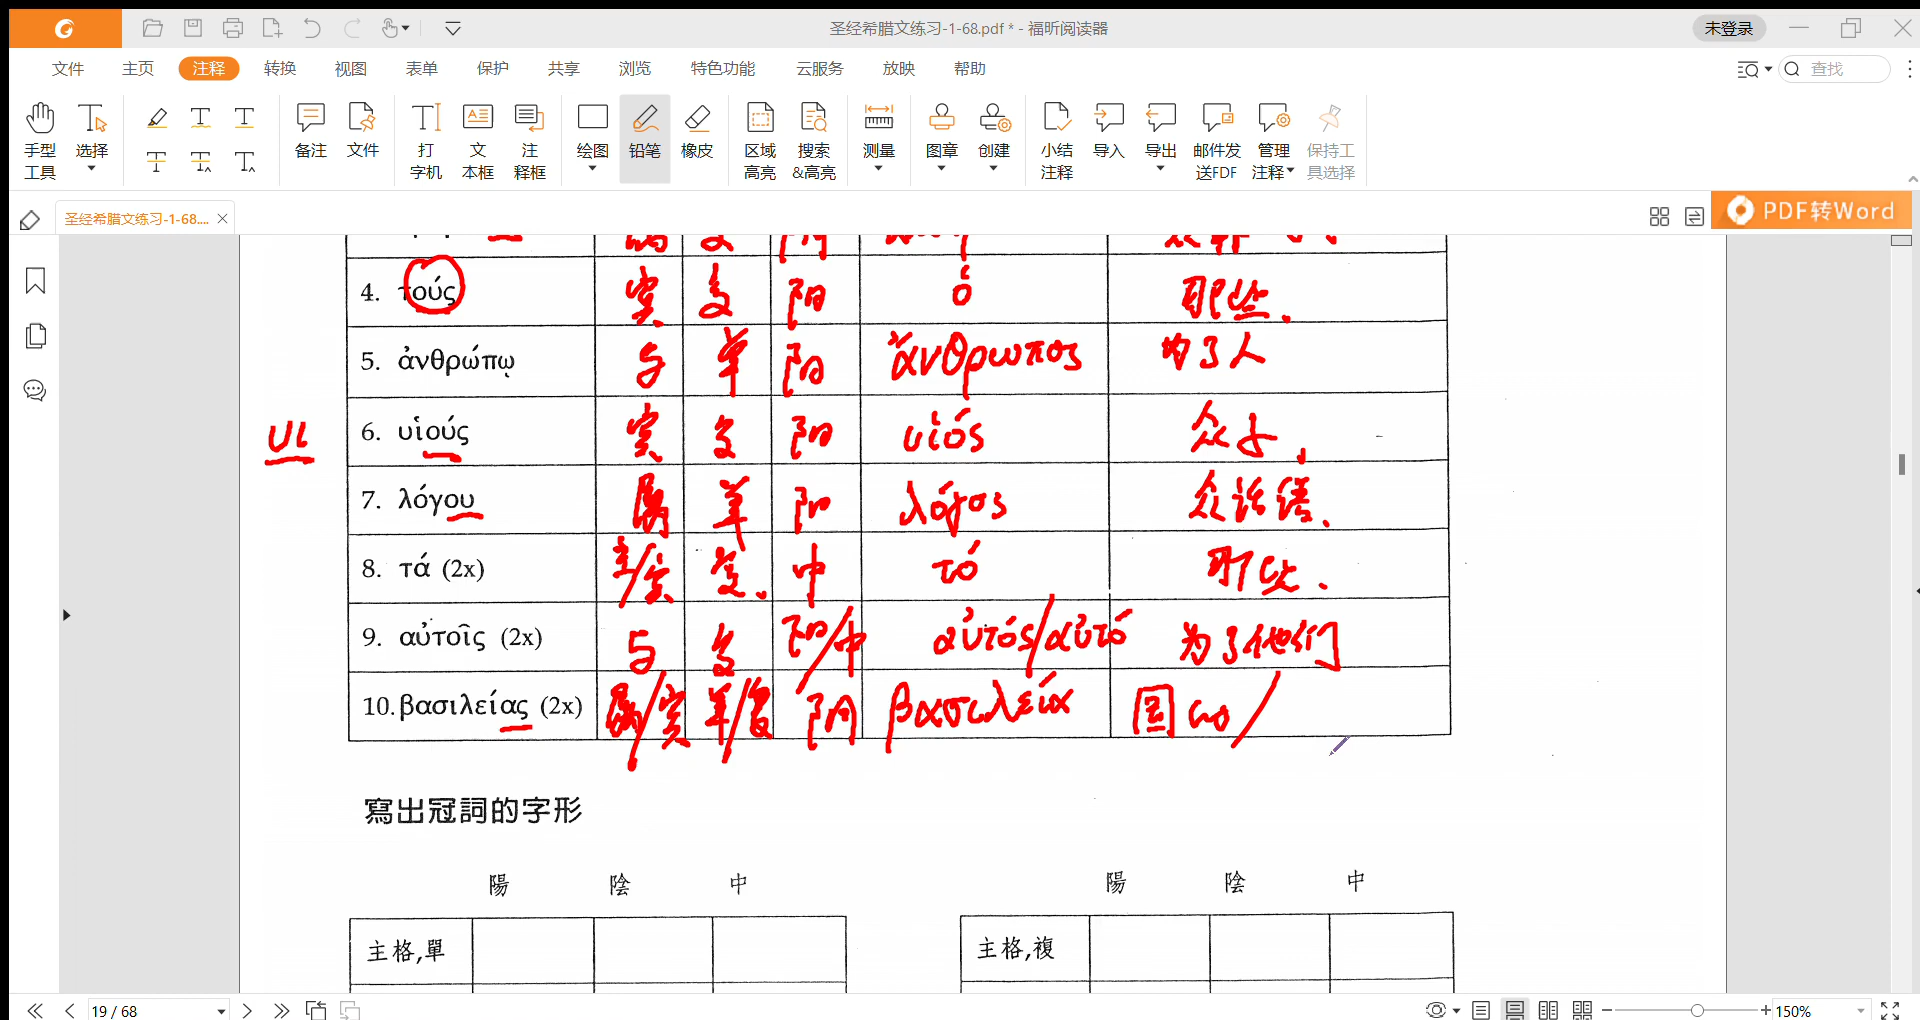 圣经希腊文练习-1-68.pdf * - 福昕阅读器
未登录
文件 主页 注释 转换 视图 表单 保护 共享 浏览 特色功能 云服务 放映 帮助
查找
手型工具 选择 备注 文件 打字机 文本框 注释框 绘图 铅笔 橡皮 区域高亮 搜索&高亮 测量 图章 创建 小结注释 导入 导出 邮件发送FDF 管理注释 保持工具选择
圣经希腊文练习-1-68....
PDF转Word
4. τούς 宾 复 阳 ὁ 那些.
5. ἀνθρώπῳ 与 单 阳 ἄνθρωπος 为了人
υι
6. υἱούς 宾 复 阳 υἱός 众子,
7. λόγου 属 单 阳 λόγος 众话语.
8. τά (2x) 主/宾 复. 中 τό 那些.
9. αὐτοῖς (2x) 与 复 阳/中 αὐτός/αὐτό 为了他们
10. βασιλείας (2x) 属/宾 单/复 阴 βασιλεία 国 /
寫出冠詞的字形
陽 陰 中
陽 陰 中
主格,單
主格,複
19 / 68
150%